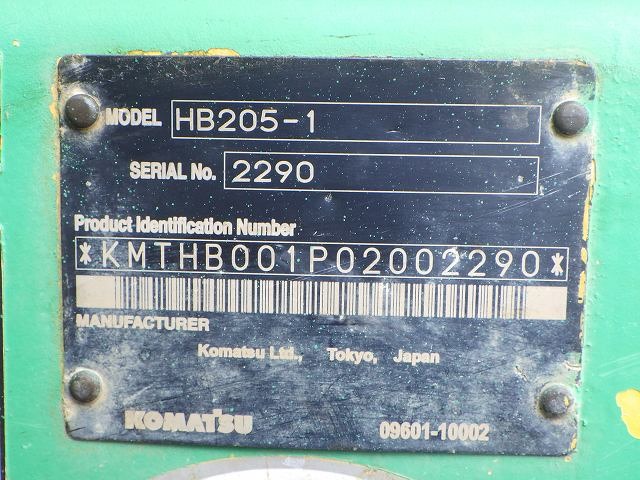 MODEL HB205-1
SERIAL No. 2290
Product Identification Number
*KMTHB001P02002290*
MANUFACTURER
Komatsu Ltd., Tokyo, Japan
KOMATSU 09601-10002